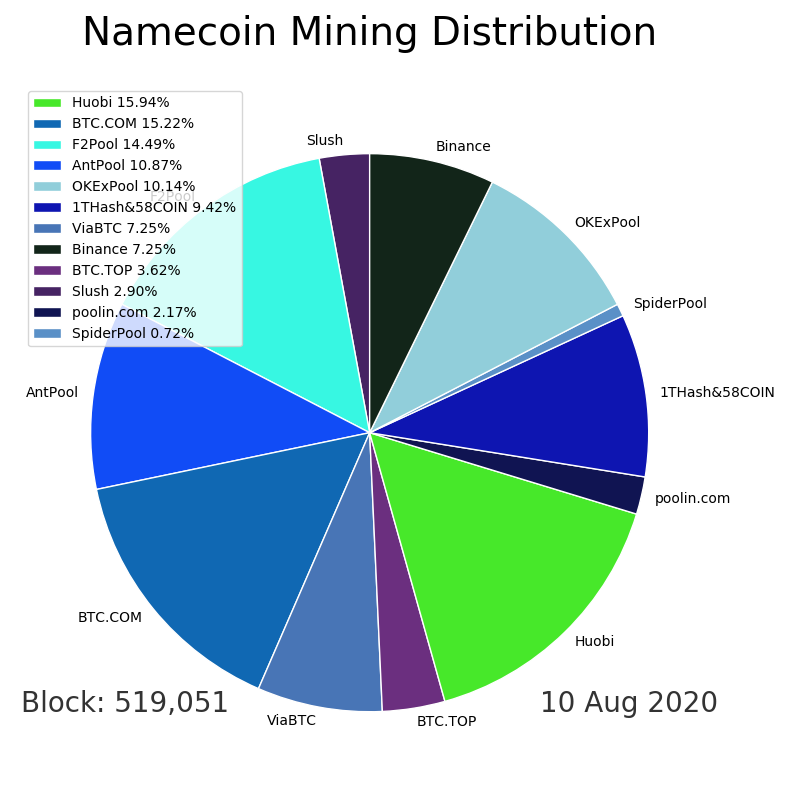 Namecoin Mining Distribution
Huobi 15.94%
BTC.COM 15.22%
F2Pool 14.49%
AntPool 10.87%
OKExPool 10.14%
1THash&58COIN 9.42%
ViaBTC 7.25%
Binance 7.25%
BTC.TOP 3.62%
Slush 2.90%
poolin.com 2.17%
SpiderPool 0.72%
Slush
Binance
F2Pool
OKExPool
SpiderPool
AntPool
1THash&58COIN
poolin.com
BTC.COM
Huobi
ViaBTC
BTC.TOP
Block: 519,051
10 Aug 2020